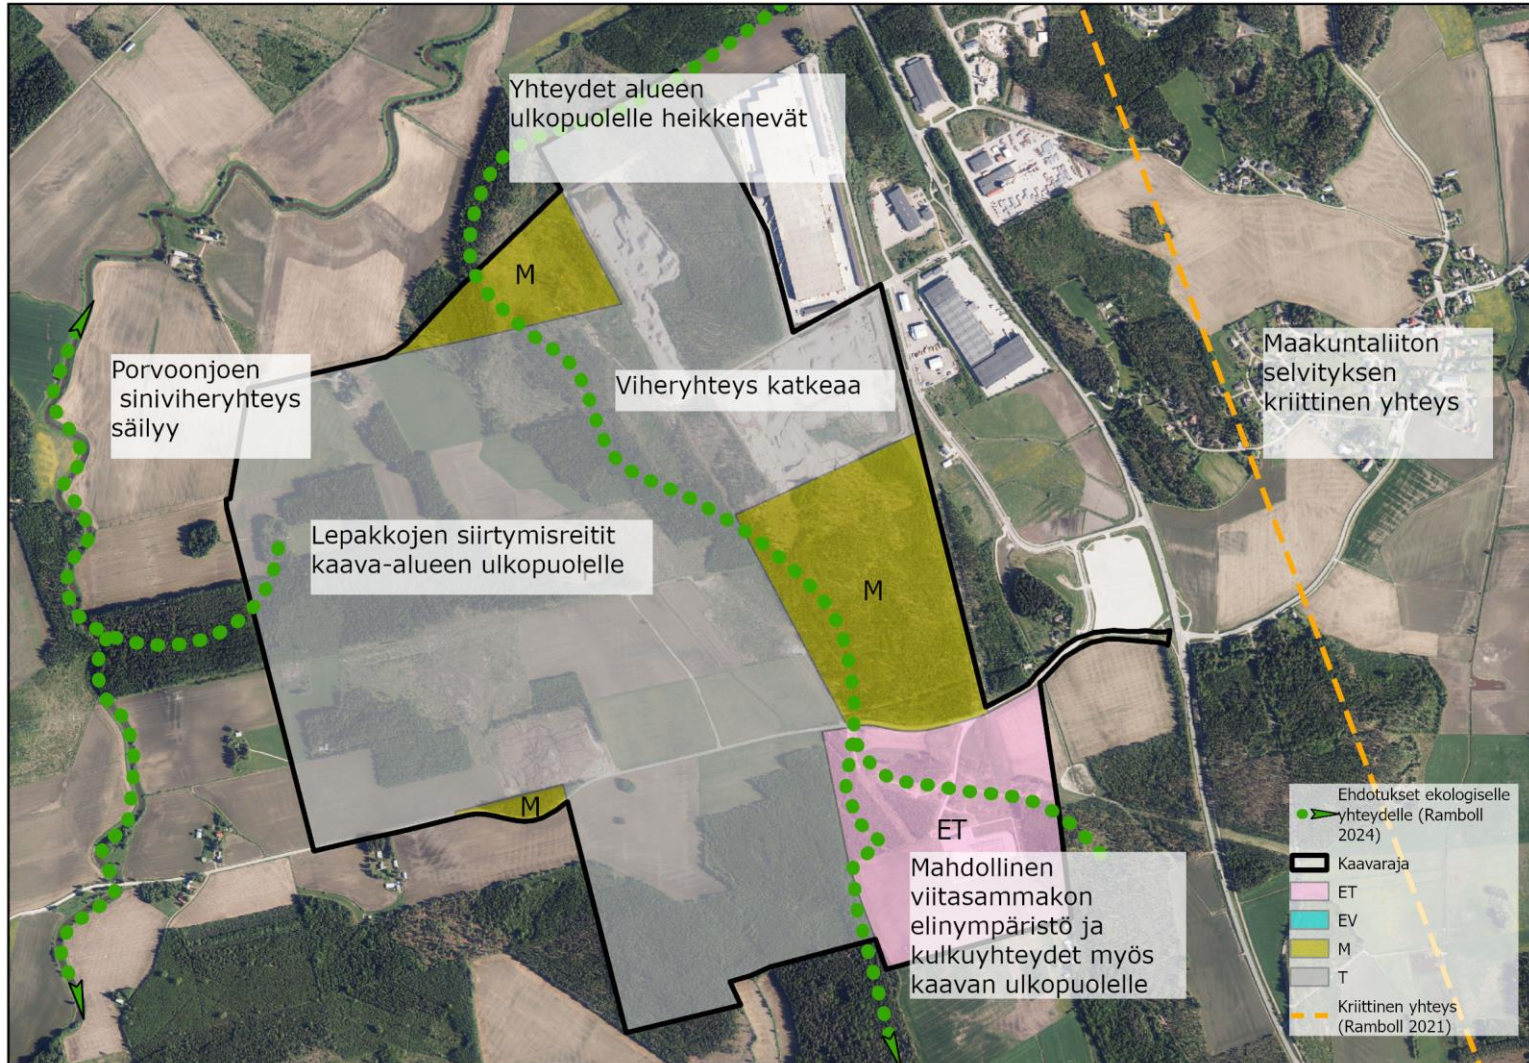 Yhteydet alueen
ulkopuolelle heikkenevät
M
Porvoonjoen
siniviheryhteys
säilyy
Viheryhteys katkeaa
Maakuntaliiton
selvityksen
kriittinen yhteys
Lepakkojen siirtymisreitit
kaava-alueen ulkopuolelle
M
M
ET
Mahdollinen
viitasammakon
elinympäristö ja
kulkuyhteydet myös
kaavan ulkopuolelle
Ehdotukset ekologiselle
yhteydelle (Ramboll
2024)
Kaavaraja
ET
EV
M
T
Kriittinen yhteys
(Ramboll 2021)